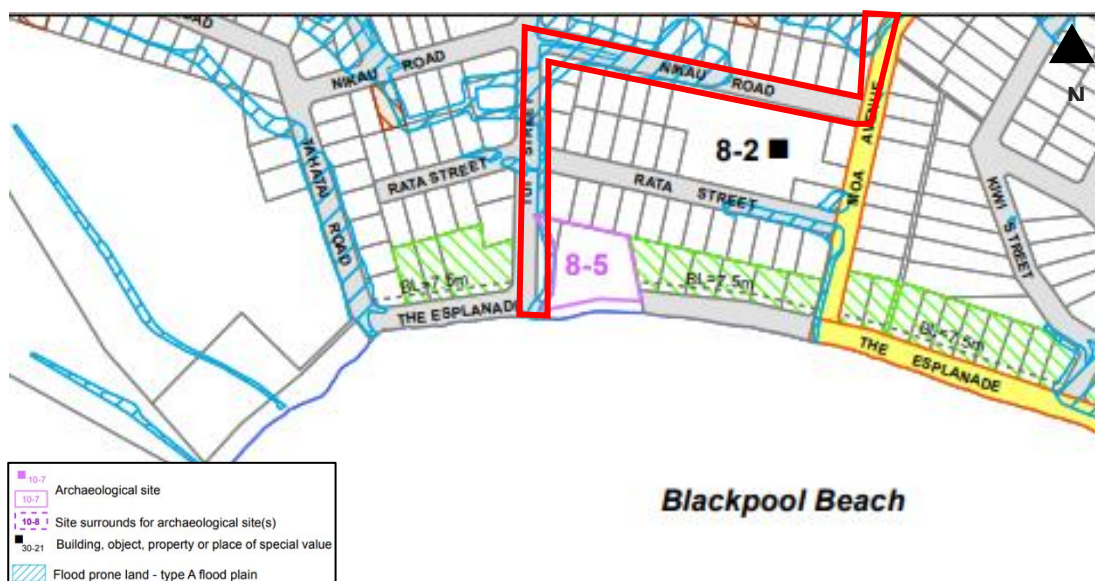 NIKAU ROAD
NIKAU ROAD
N
TAHATAI ROAD
STREET
MOA AVENUE
8-2
RATA STREET
RATA STREET
KIWI STREET
8-5
BL=7.5m
BL=7.5m
BL=7.5m
THE ESPLANADE
THE ESPLANADE
Blackpool Beach
10-7
10-7
Archaeological site
10-8
Site surrounds for archaeological site(s)
30-21
Building, object, property or place of special value
Flood prone land - type A flood plain